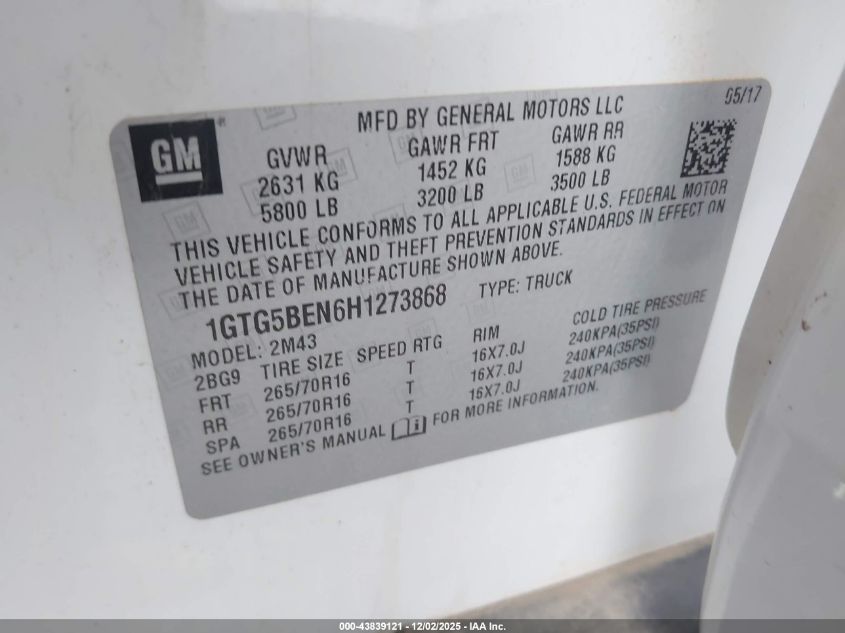 GM
MFD BY GENERAL MOTORS LLC
05/17
GVWR GAWR FRT GAWR RR
2631 KG 1452 KG 1588 KG
5800 LB 3200 LB 3500 LB
THIS VEHICLE CONFORMS TO ALL APPLICABLE U.S. FEDERAL MOTOR
VEHICLE SAFETY AND THEFT PREVENTION STANDARDS IN EFFECT ON
THE DATE OF MANUFACTURE SHOWN ABOVE.
1GTG5BEN6H1273868 TYPE: TRUCK
MODEL: 2M43
2BG9 TIRE SIZE SPEED RTG RIM COLD TIRE PRESSURE
FRT 265/70R16 T 16X7.0J 240KPA(35PSI)
RR 265/70R16 T 16X7.0J 240KPA(35PSI)
SPA 265/70R16 T 16X7.0J 240KPA(35PSI)
SEE OWNER'S MANUAL FOR MORE INFORMATION.
000-43839121 - 12/02/2025 - IAA Inc.